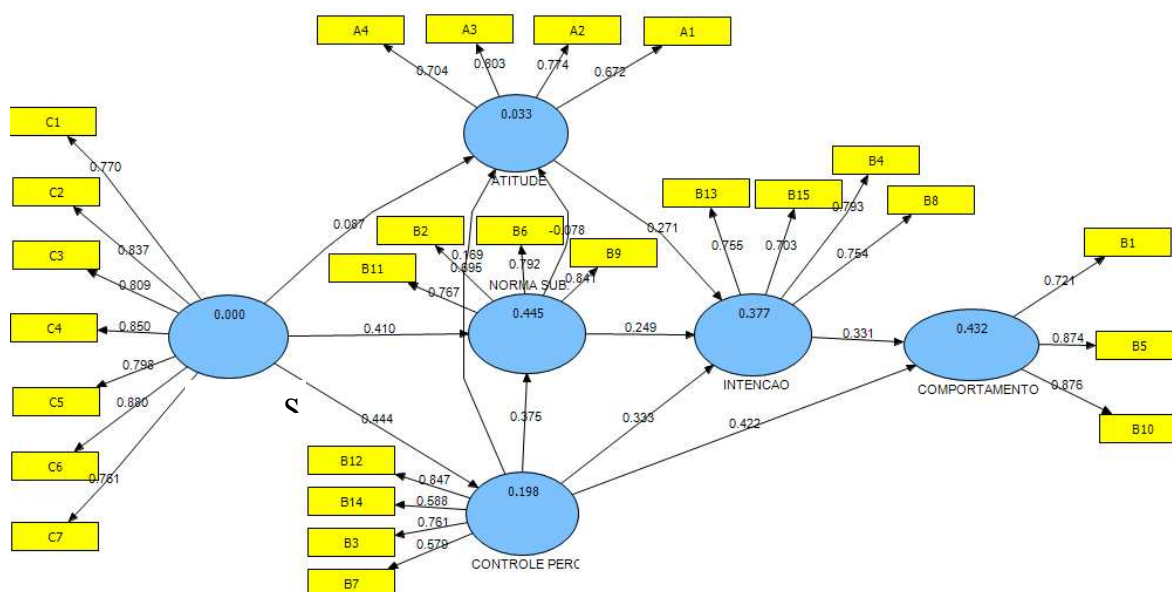 A4
A3
A2
A1
0.704
0.803
0.774
0.672
0.033
ATITUDE
C1
0.770
C2
0.837
C3
0.809
C4
0.850
C5
0.798
C6
0.880
C7
0.761
0.000
S
0.087
0.410
0.444
B11
0.767
B2
0.169
0.695
B6
0.792
-0.078
B9
0.841
NORMA SUB.
0.445
0.375
0.271
0.249
0.333
B13
0.755
B15
0.703
B4
0.793
B8
0.754
0.377
INTENCAO
0.331
0.422
0.432
COMPORTAMENTO
B1
0.721
B5
0.874
B10
0.876
B12
0.847
B14
0.588
B3
0.761
B7
0.579
0.198
CONTROLE PERC